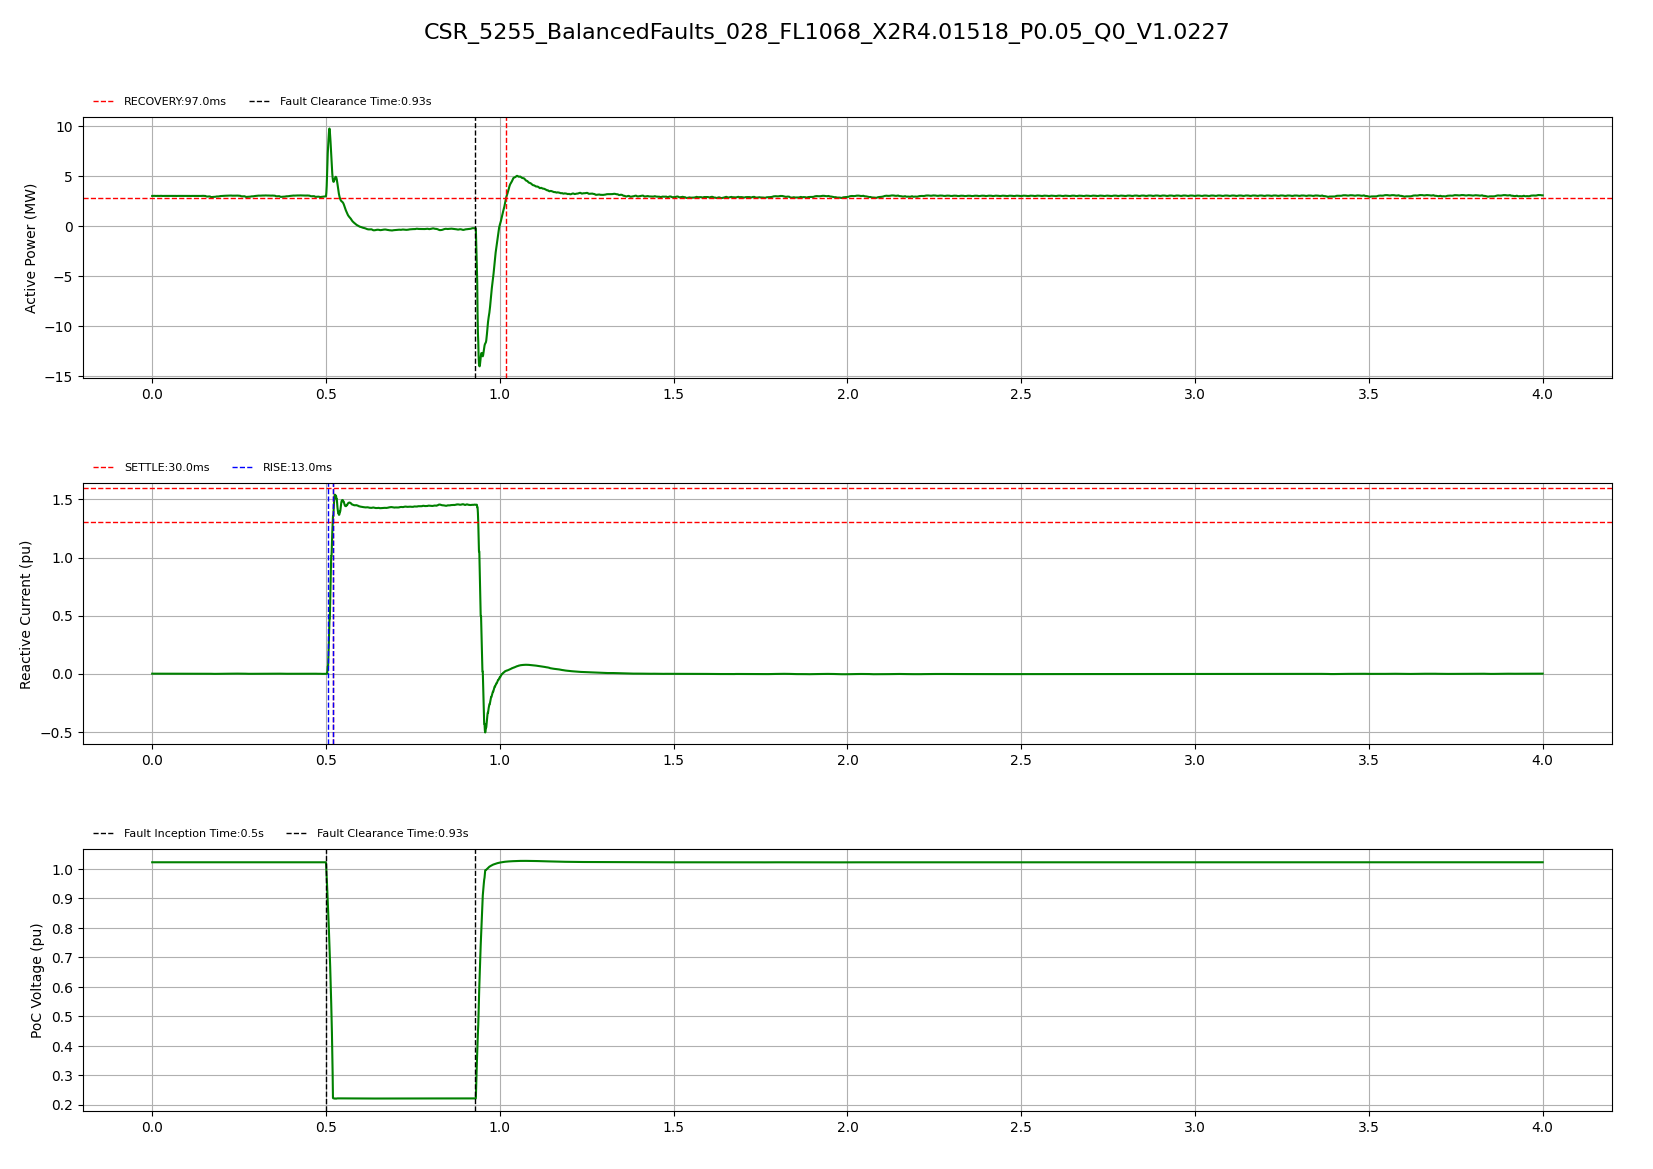 CSR_5255_BalancedFaults_028_FL1068_X2R4.01518_P0.05_Q0_V1.0227
RECOVERY:97.0ms Fault Clearance Time:0.93s
Active Power (MW)
10
5
0
−5
−10
−15
0.0 0.5 1.0 1.5 2.0 2.5 3.0 3.5 4.0
SETTLE:30.0ms RISE:13.0ms
Reactive Current (pu)
1.5
1.0
0.5
0.0
−0.5
0.0 0.5 1.0 1.5 2.0 2.5 3.0 3.5 4.0
Fault Inception Time:0.5s Fault Clearance Time:0.93s
PoC Voltage (pu)
1.0
0.9
0.8
0.7
0.6
0.5
0.4
0.3
0.2
0.0 0.5 1.0 1.5 2.0 2.5 3.0 3.5 4.0